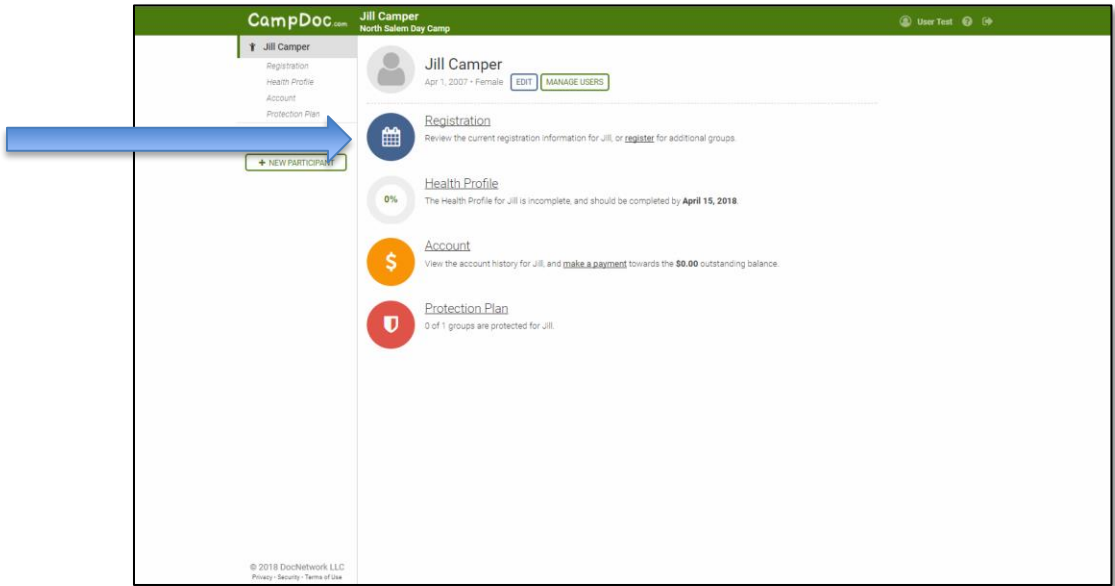 CampDoc.com
Jill Camper
North Salem Day Camp
User Test
Jill Camper
Registration
Health Profile
Account
Protection Plan
+ NEW PARTICIPANT
Jill Camper
Apr 1, 2007 • Female EDIT MANAGE USERS
Registration
Review the current registration information for Jill, or register for additional groups.
0%
Health Profile
The Health Profile for Jill is incomplete, and should be completed by April 15, 2018.
$
Account
View the account history for Jill, and make a payment towards the $0.00 outstanding balance.
Protection Plan
0 of 1 groups are protected for Jill.
© 2018 DocNetwork LLC
Privacy - Security - Terms of Use